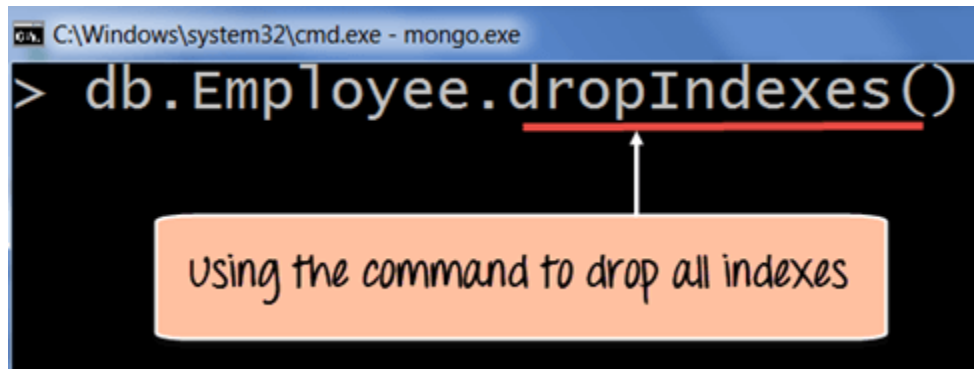 C:\Windows\system32\cmd.exe - mongo.exe
> db.Employee.dropIndexes()
Using the command to drop all indexes